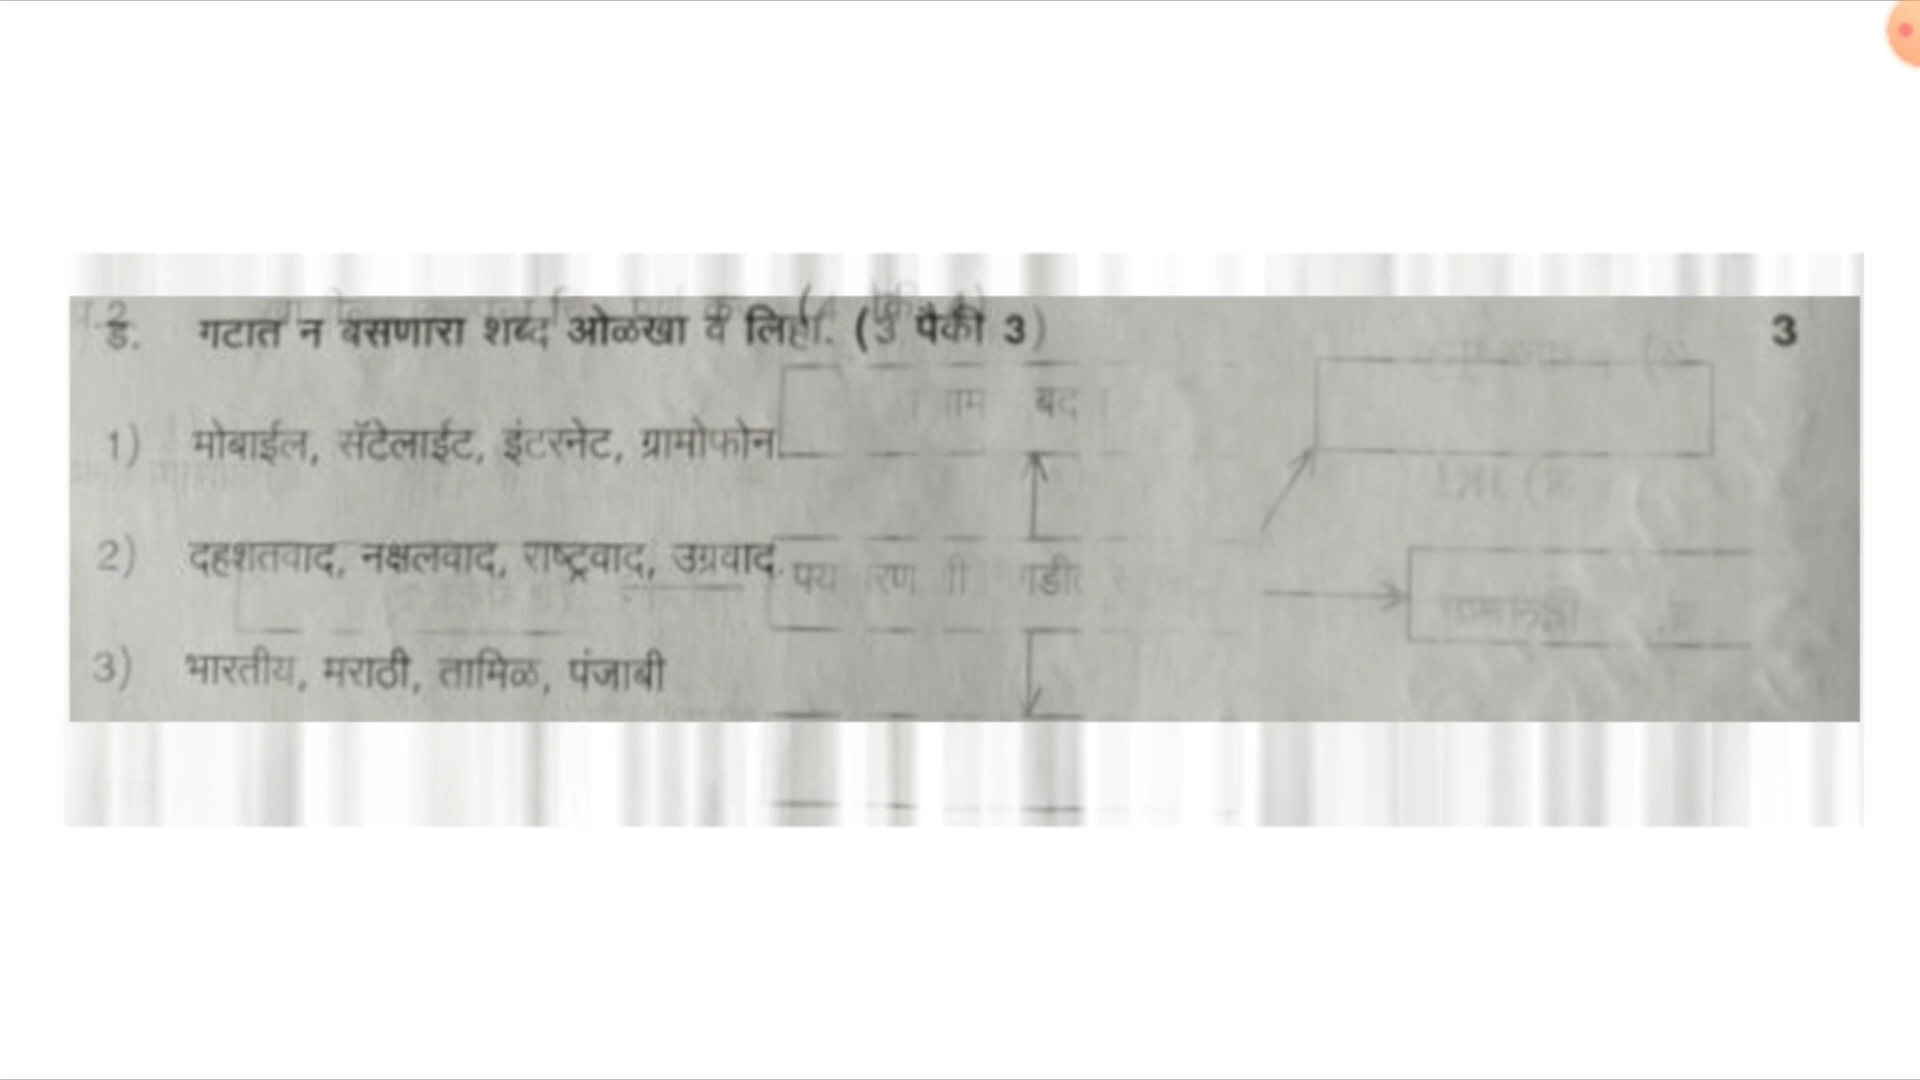 ड. गटात न बसणारा शब्द ओळखा व लिहा. (3 पैकी 3) 3
1) मोबाईल, सॅटेलाईट, इंटरनेट, ग्रामोफोन.
2) दहशतवाद, नक्षलवाद, राष्ट्रवाद, उग्रवाद.
3) भारतीय, मराठी, तामिळ, पंजाबी